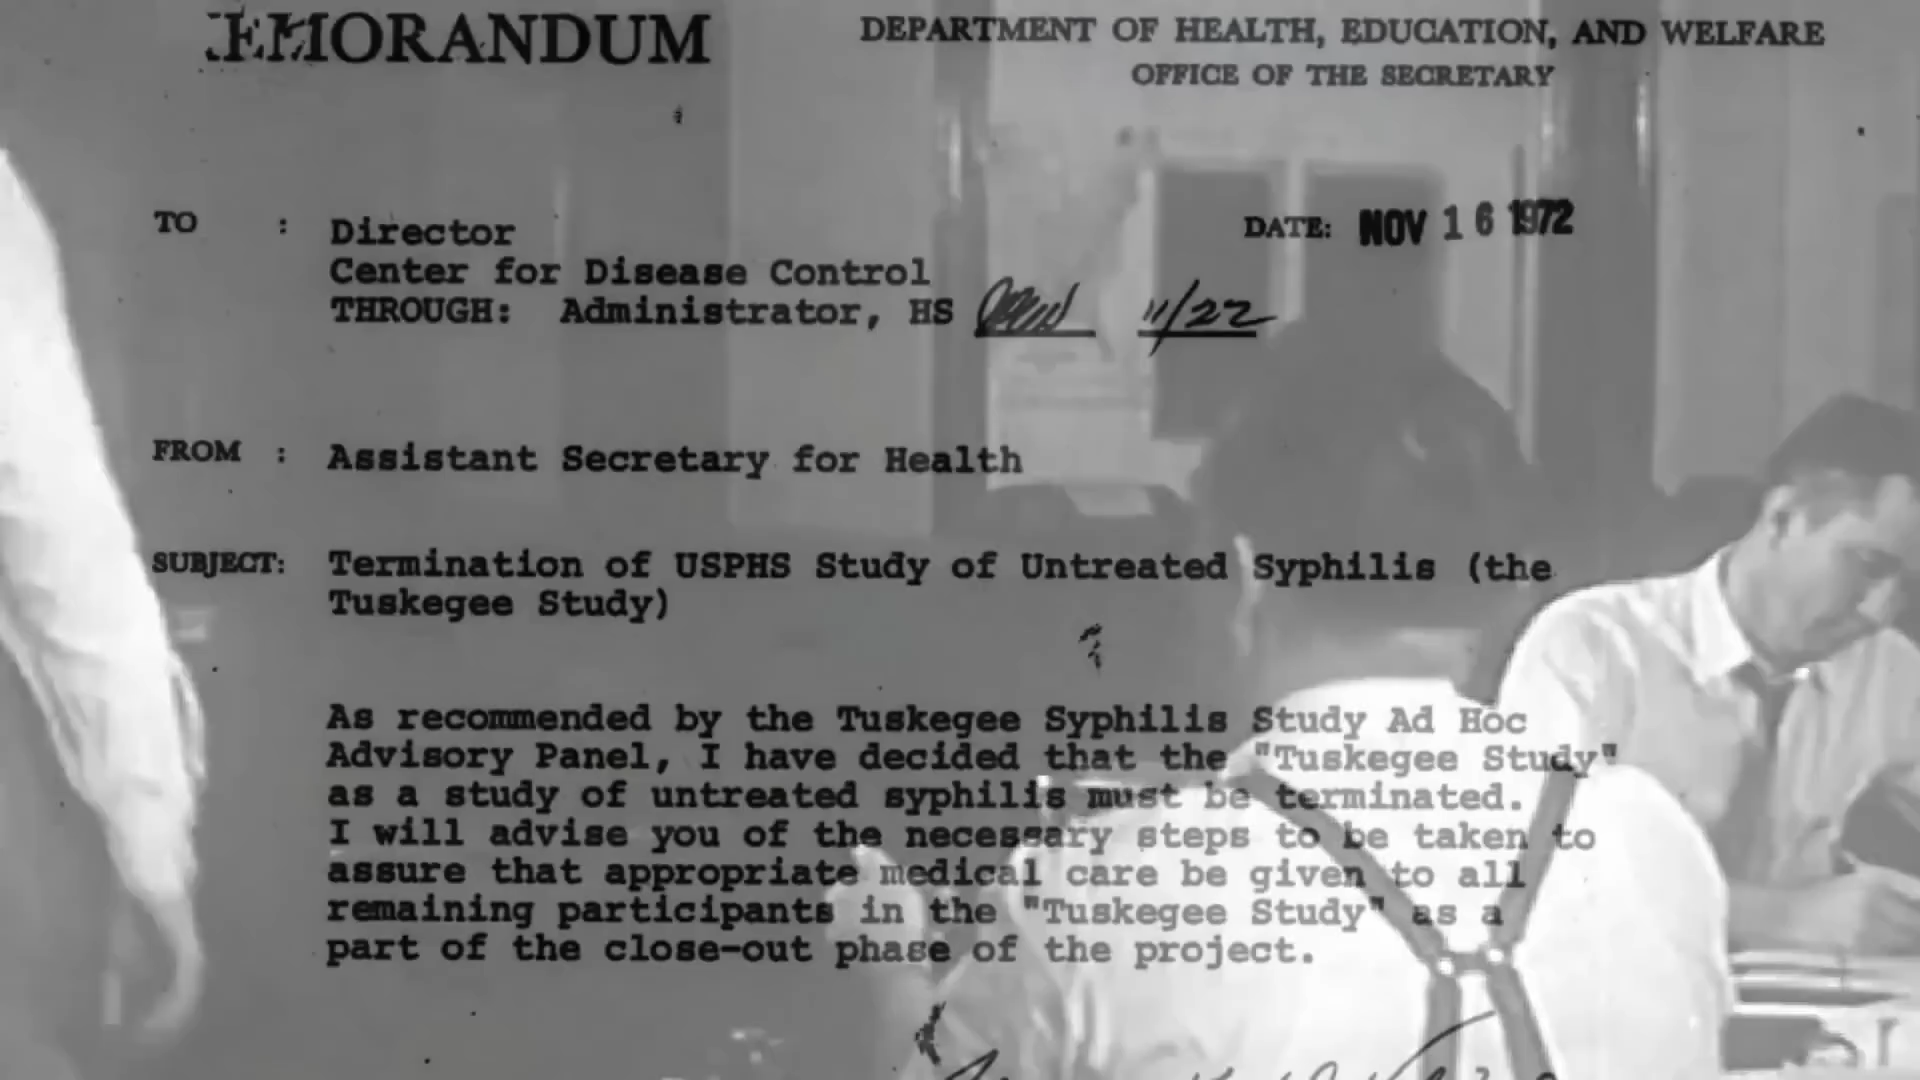 MEMORANDUM
DEPARTMENT OF HEALTH, EDUCATION, AND WELFARE
OFFICE OF THE SECRETARY
TO : Director
DATE: NOV 16 1972
Center for Disease Control
THROUGH: Administrator, HS 11/22
FROM : Assistant Secretary for Health
SUBJECT: Termination of USPHS Study of Untreated Syphilis (the
Tuskegee Study)
As recommended by the Tuskegee Syphilis Study Ad Hoc
Advisory Panel, I have decided that the "Tuskegee Study"
as a study of untreated syphilis must be terminated.
I will advise you of the necessary steps to be taken to
assure that appropriate medical care be given to all
remaining participants in the "Tuskegee Study" as a
part of the close-out phase of the project.